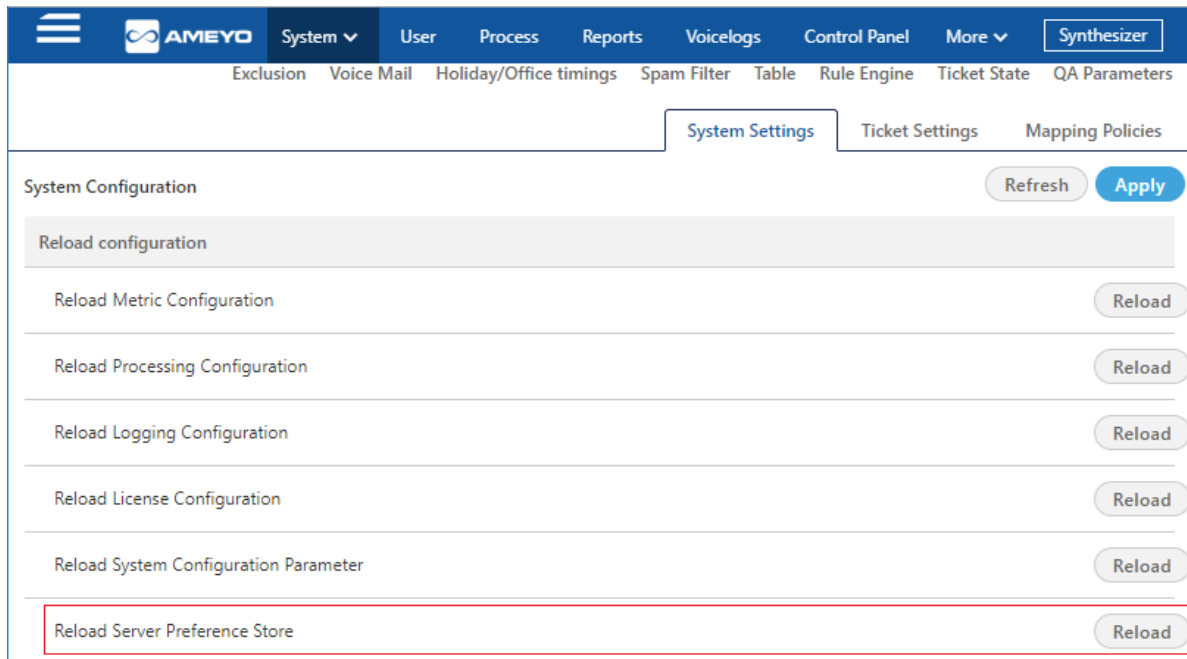 AMEYO System User Process Reports Voicelogs Control Panel More Synthesizer
Exclusion Voice Mail Holiday/Office timings Spam Filter Table Rule Engine Ticket State QA Parameters
System Settings Ticket Settings Mapping Policies
System Configuration Refresh Apply
Reload configuration
Reload Metric Configuration Reload
Reload Processing Configuration Reload
Reload Logging Configuration Reload
Reload License Configuration Reload
Reload System Configuration Parameter Reload
Reload Server Preference Store Reload